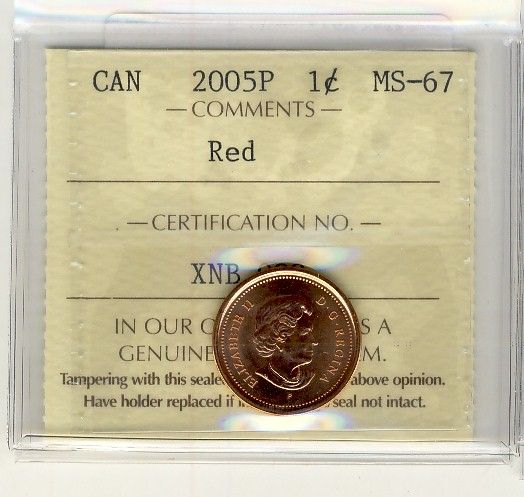 CAN 2005P 1¢ MS-67
— COMMENTS —
Red
. — CERTIFICATION NO. —
XNB
IN OUR S A
GENUINE M.
Tampering with this above opinion.
Have holder replaced if seal not intact.
ELIZABETH II D·G·REGINA
P